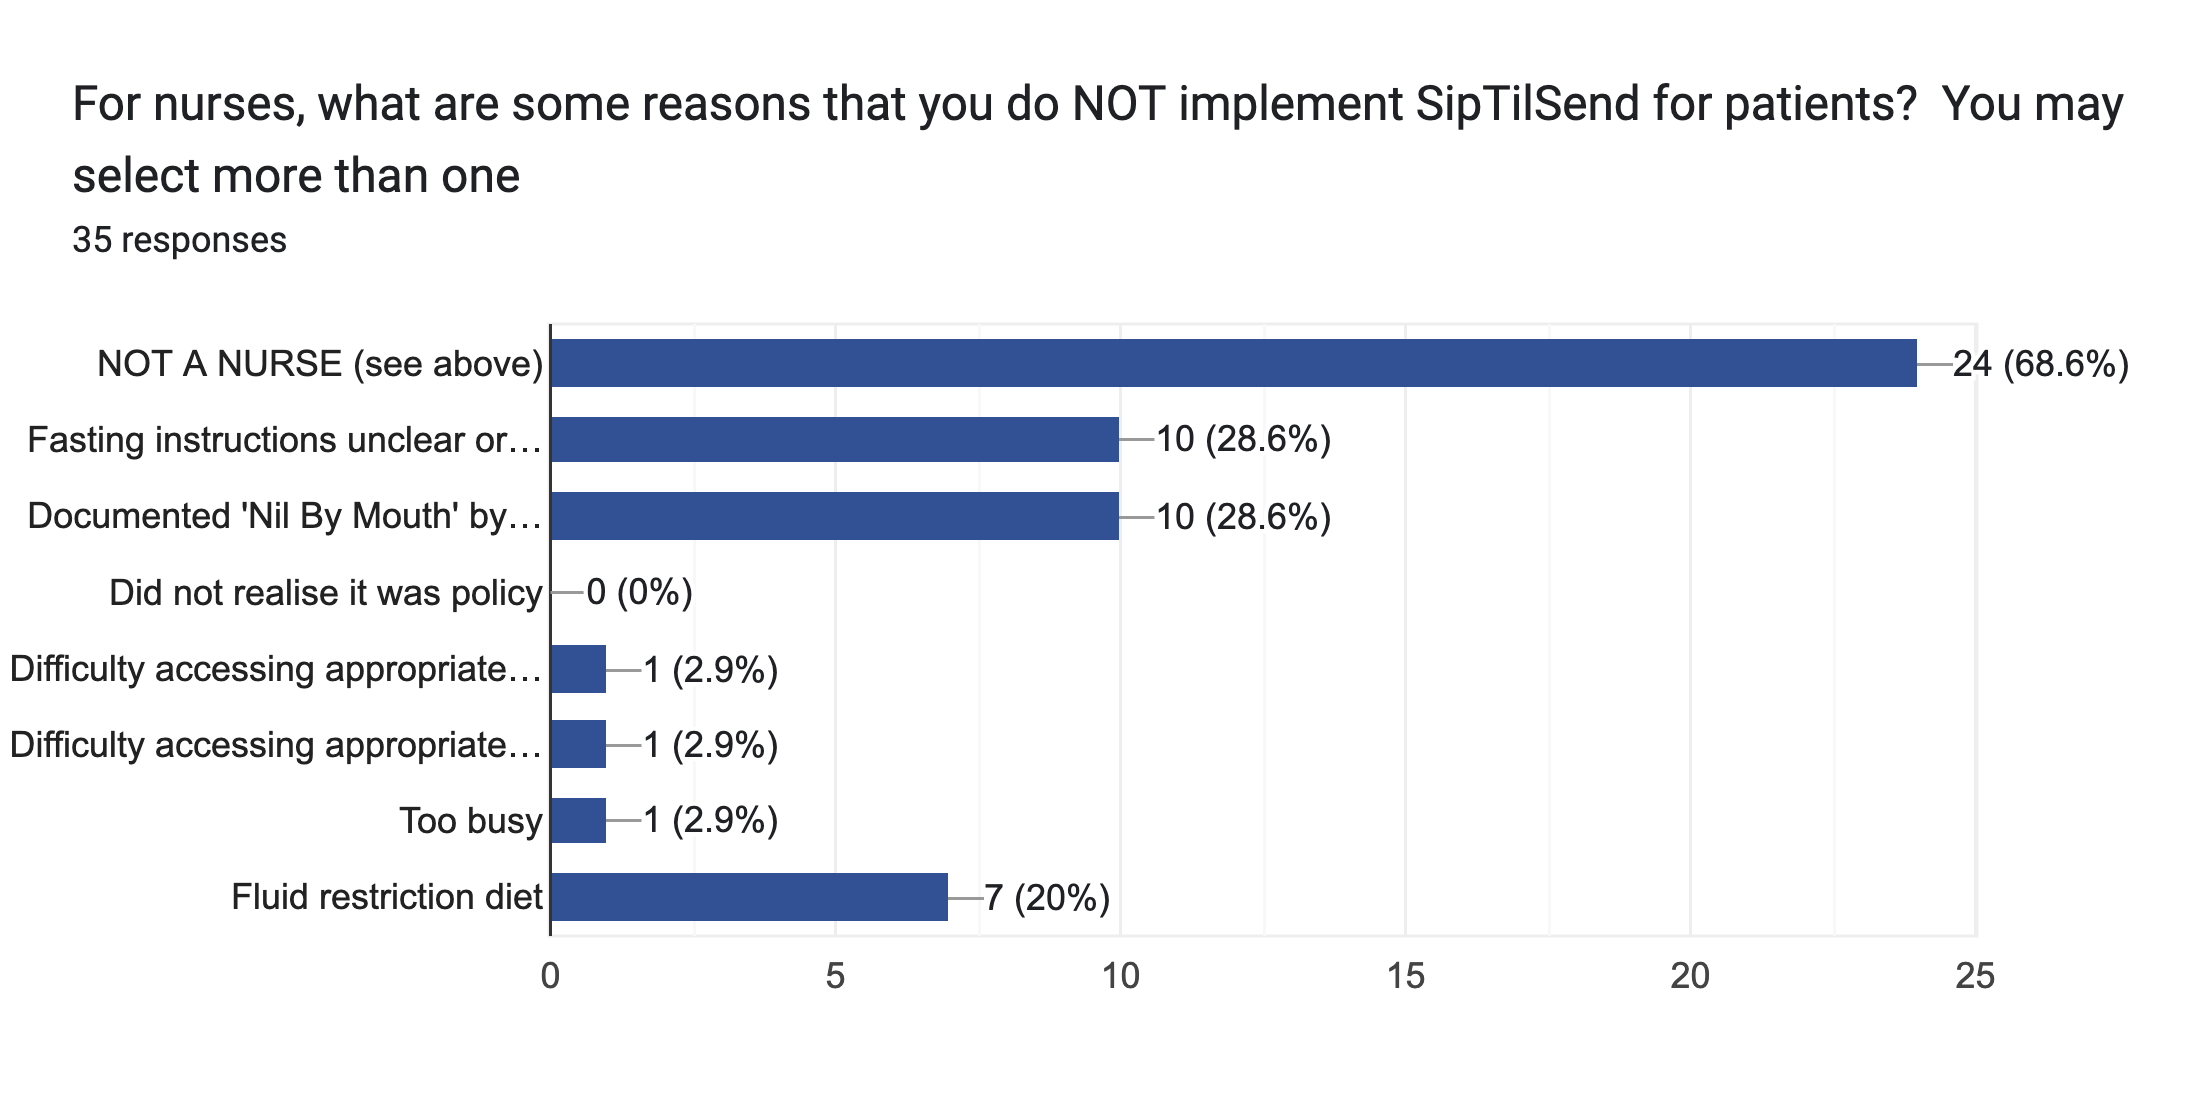 For nurses, what are some reasons that you do NOT implement SipTilSend for patients?  You may
select more than one
35 responses
NOT A NURSE (see above) 24 (68.6%)
Fasting instructions unclear or… 10 (28.6%)
Documented 'Nil By Mouth' by… 10 (28.6%)
Did not realise it was policy 0 (0%)
Difficulty accessing appropriate… 1 (2.9%)
Difficulty accessing appropriate… 1 (2.9%)
Too busy 1 (2.9%)
Fluid restriction diet 7 (20%)
0 5 10 15 20 25